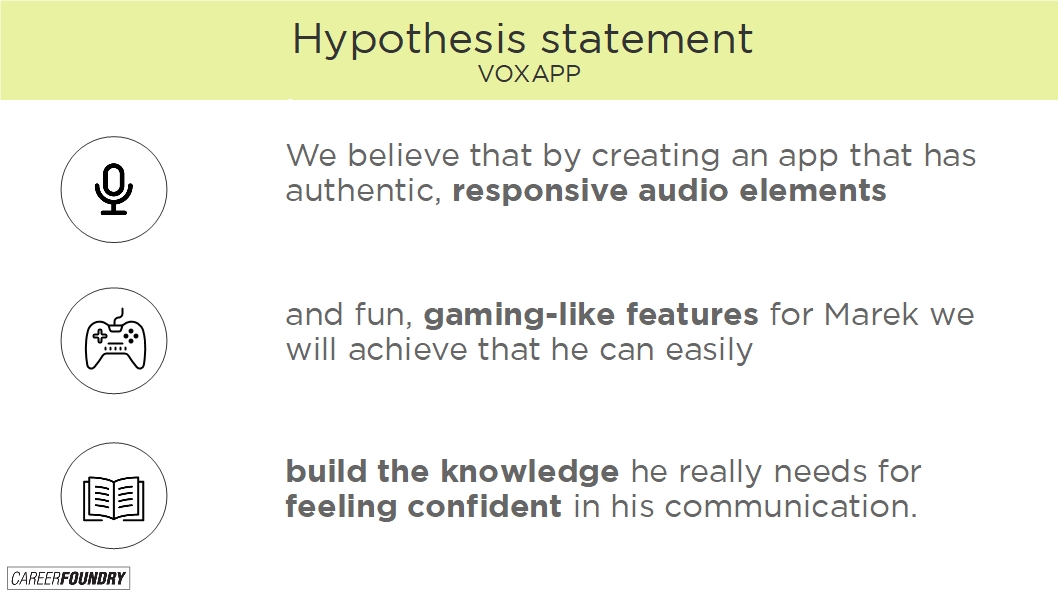 Hypothesis statement
VOXAPP
We believe that by creating an app that has
authentic, responsive audio elements
and fun, gaming-like features for Marek we
will achieve that he can easily
build the knowledge he really needs for
feeling confident in his communication.
CAREERFOUNDRY